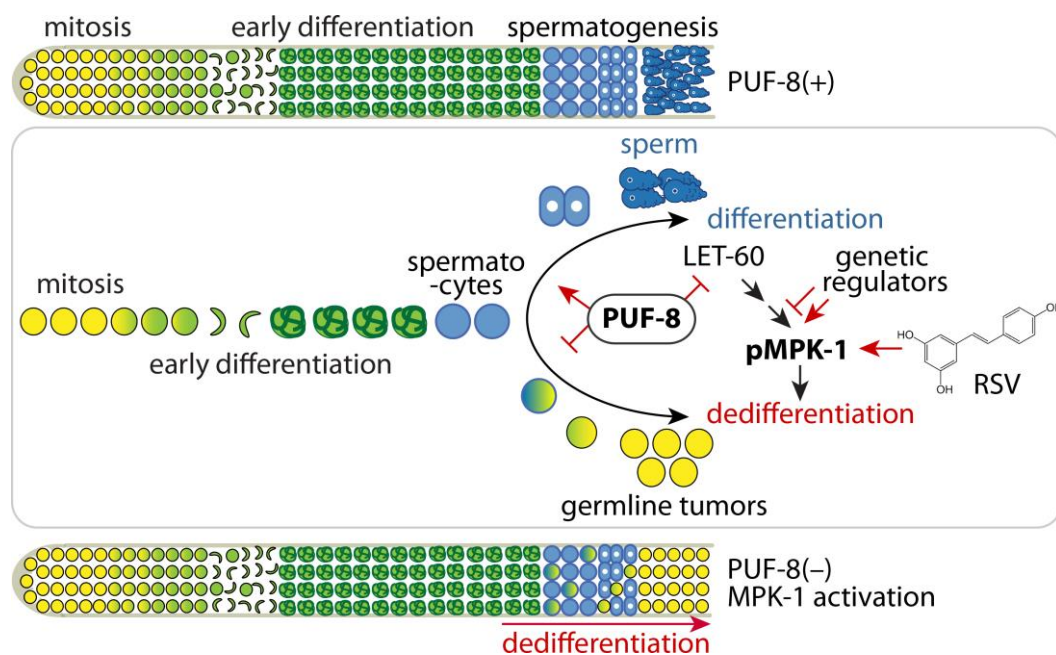 mitosis
early differentiation
spermatogenesis
PUF-8(+)
sperm
differentiation
LET-60
genetic
regulators
mitosis
spermato
-cytes
PUF-8
early differentiation
pMPK-1
HO
OH
OH
RSV
dedifferentiation
germline tumors
PUF-8(–)
MPK-1 activation
dedifferentiation